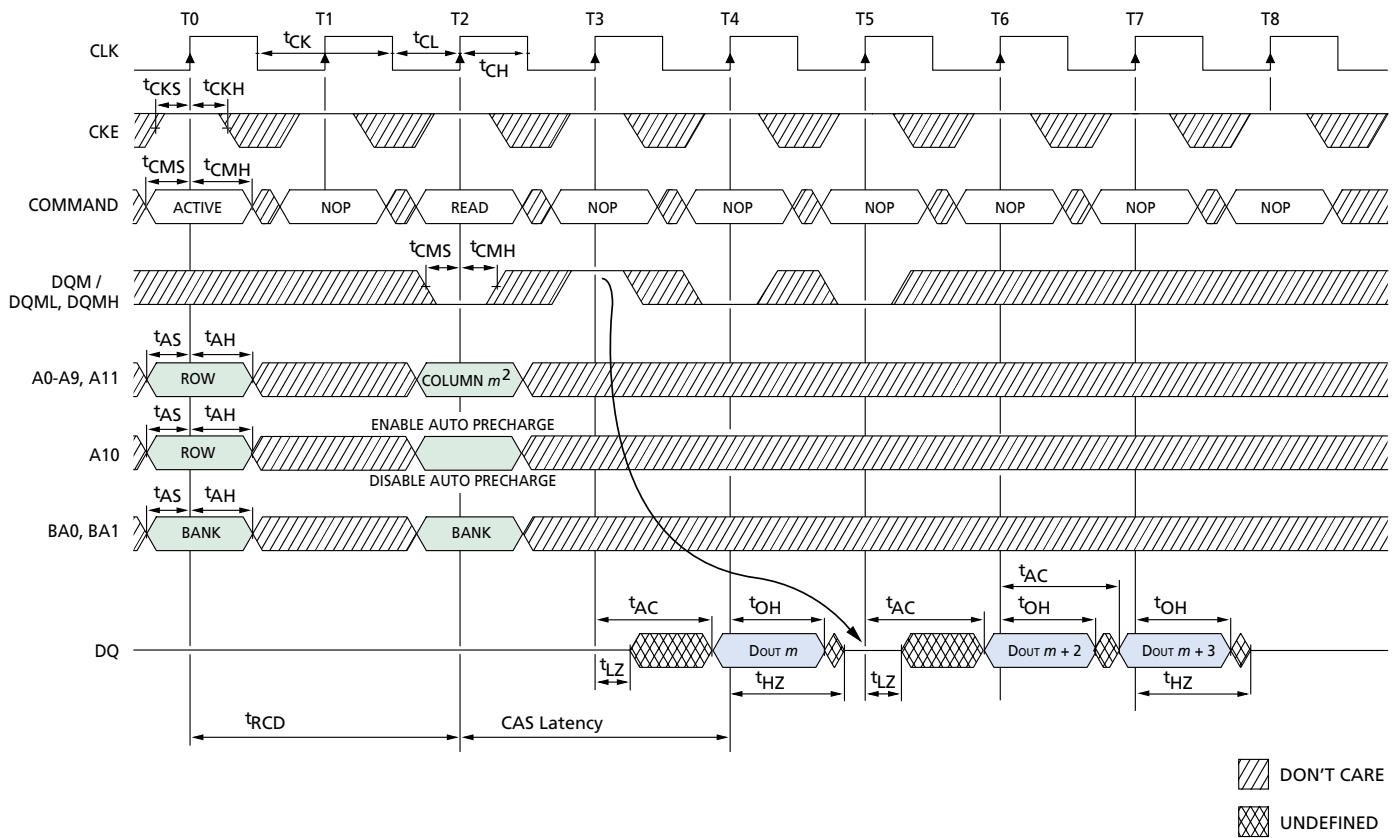 T0 T1 T2 T3 T4 T5 T6 T7 T8
CLK tCK tCL tCH
tCKS tCKH
CKE
tCMS tCMH
COMMAND ACTIVE NOP READ NOP NOP NOP NOP NOP NOP
tCMS tCMH
DQM /
DQML, DQMH
tAS tAH
A0-A9, A11 ROW COLUMN m2
tAS tAH ENABLE AUTO PRECHARGE
A10 ROW
DISABLE AUTO PRECHARGE
tAS tAH
BA0, BA1 BANK BANK
tAC
tAC tOH tAC tOH tOH
DQ DOUT m DOUT m + 2 DOUT m + 3
tLZ tHZ tLZ tHZ
tRCD CAS Latency
DON'T CARE
UNDEFINED